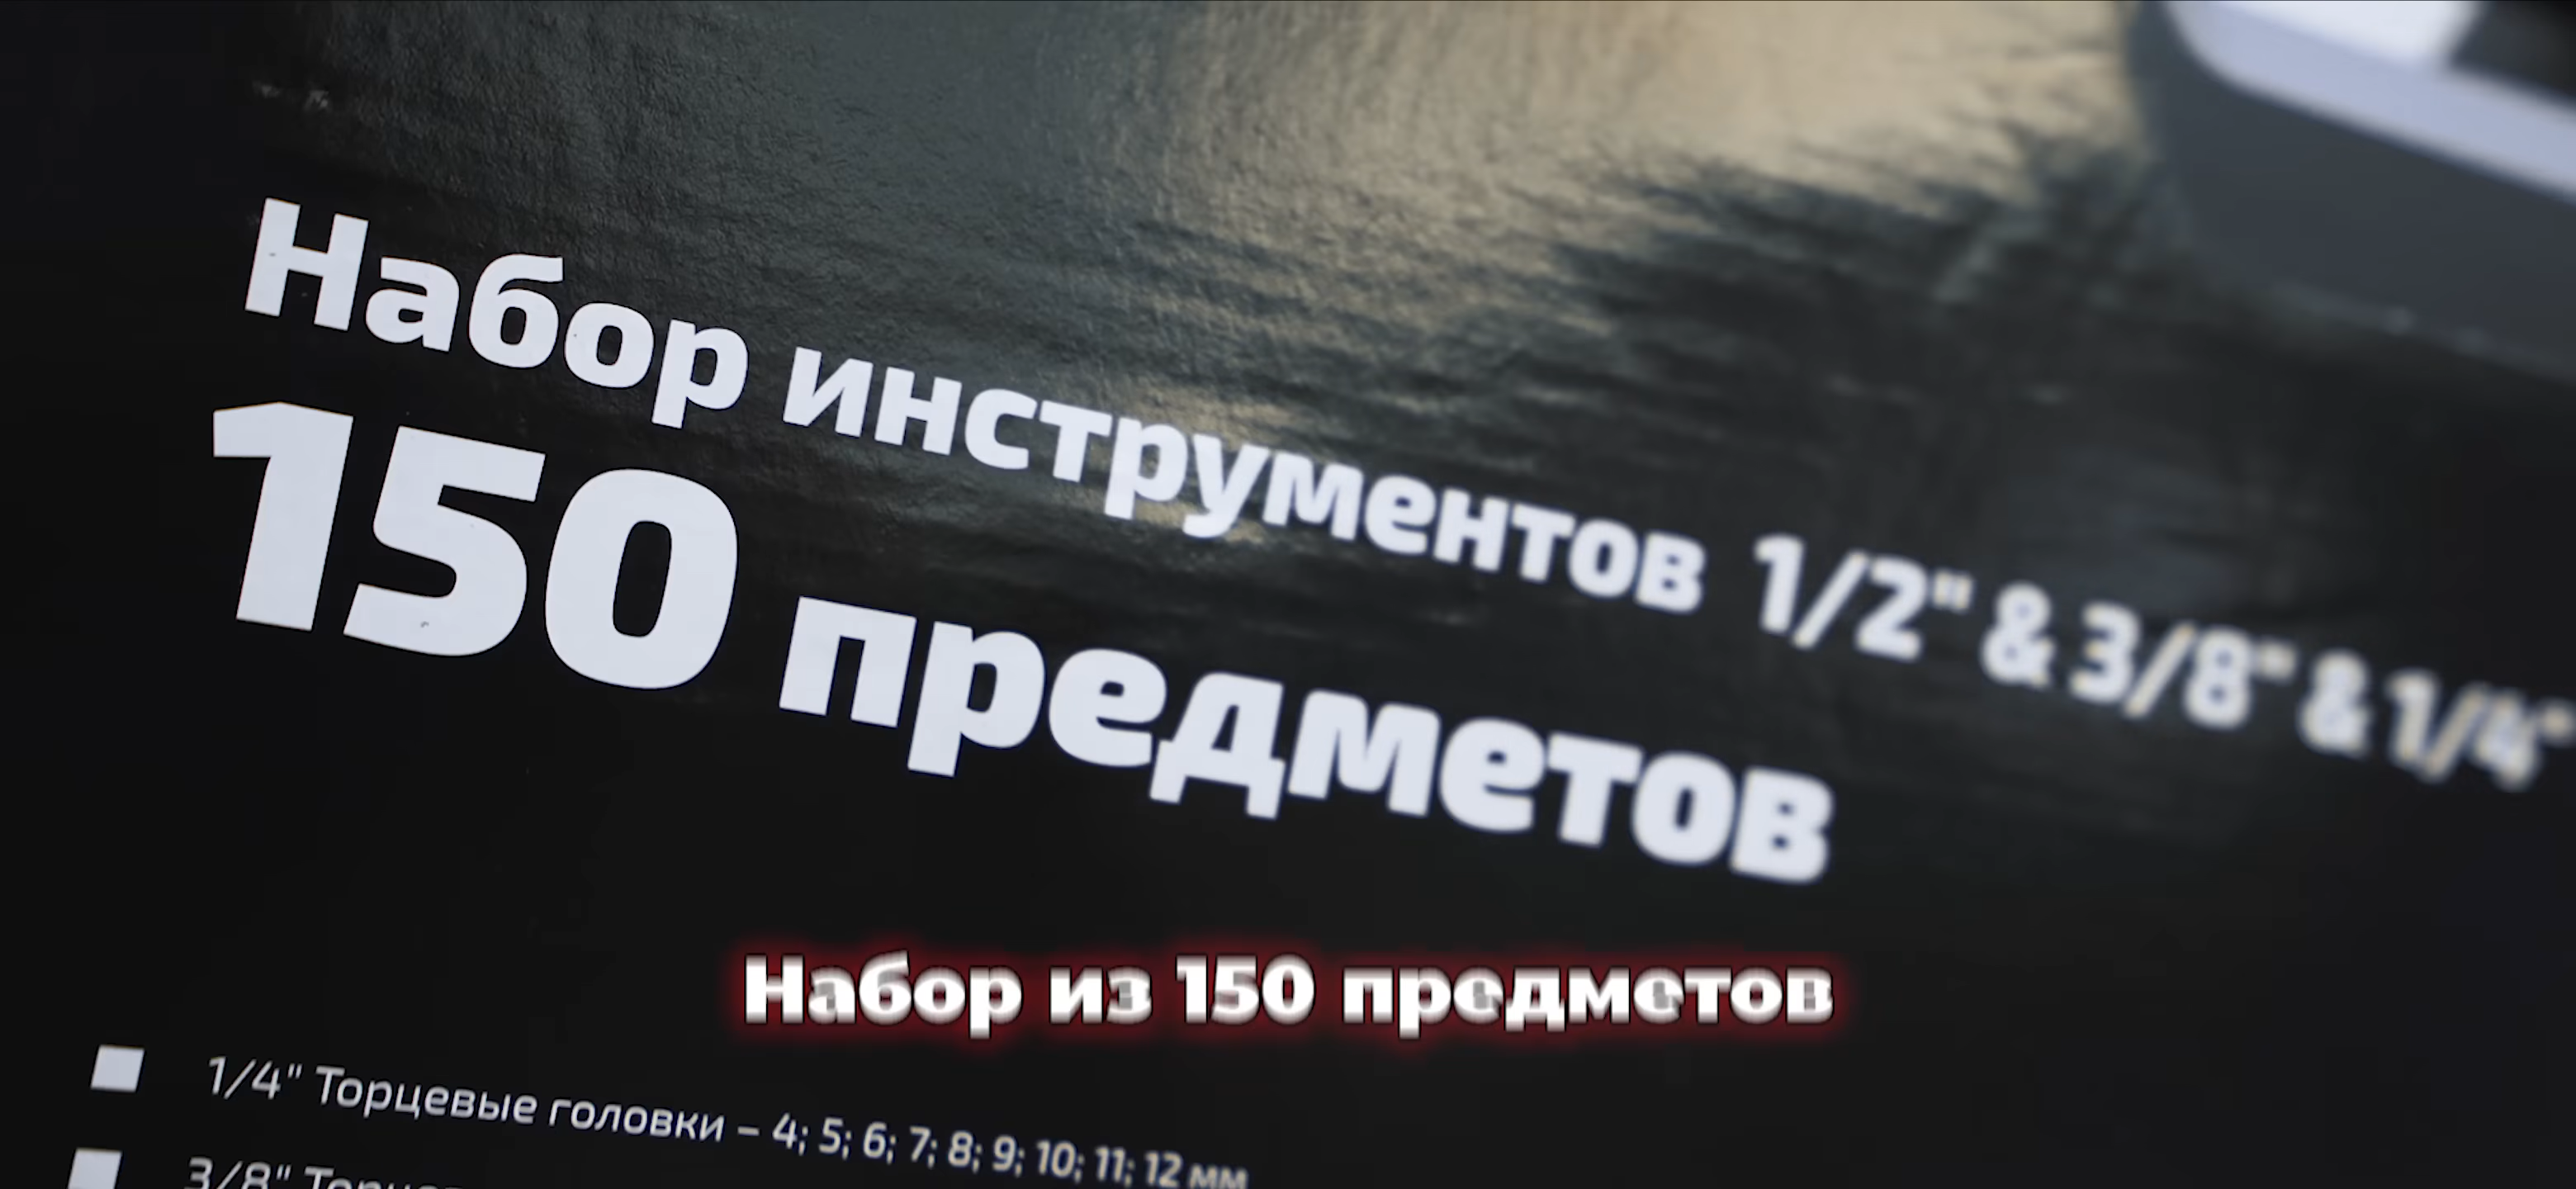 Набор инструментов 1/2" & 3/8" & 1/4"
150 предметов
Набор из 150 предметов
1/4" Торцевые головки – 4; 5; 6; 7; 8; 9; 10; 11; 12 мм
3/8"